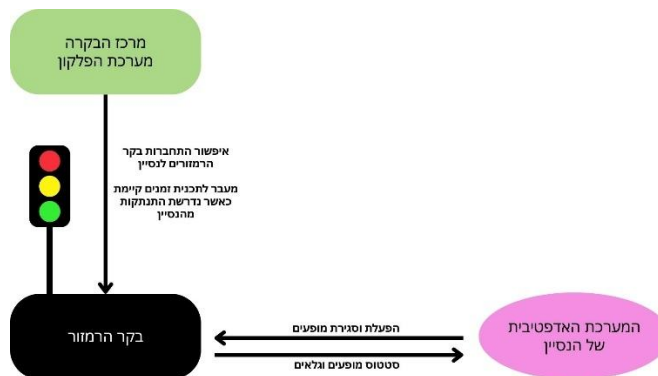 מרכז הבקרה
מערכת הפלקון
איפשור התחברות בקר
הרמזורים לנסיין
מעבר לתכנית זמנים קיימת
כאשר נדרשת התנתקות
מהנסיין
בקר הרמזור
הפעלת וסגירת מופעים
סטטוס מופעים וגלאים
המערכת האדפטיבית
של הנסיין